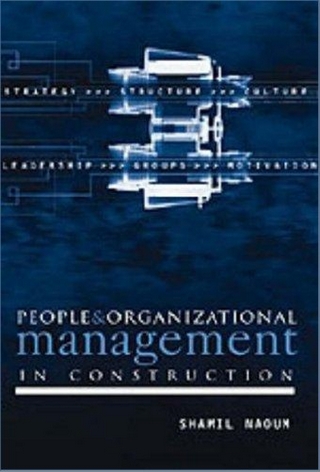 STRATEGY >>> STRUCTURE >>> CULTURE
LEADERSHIP >>> GROUPS >>> MOTIVATION
PEOPLE&ORGANIZATIONAL
management
IN CONSTRUCTION
SHAMIL NAOUM